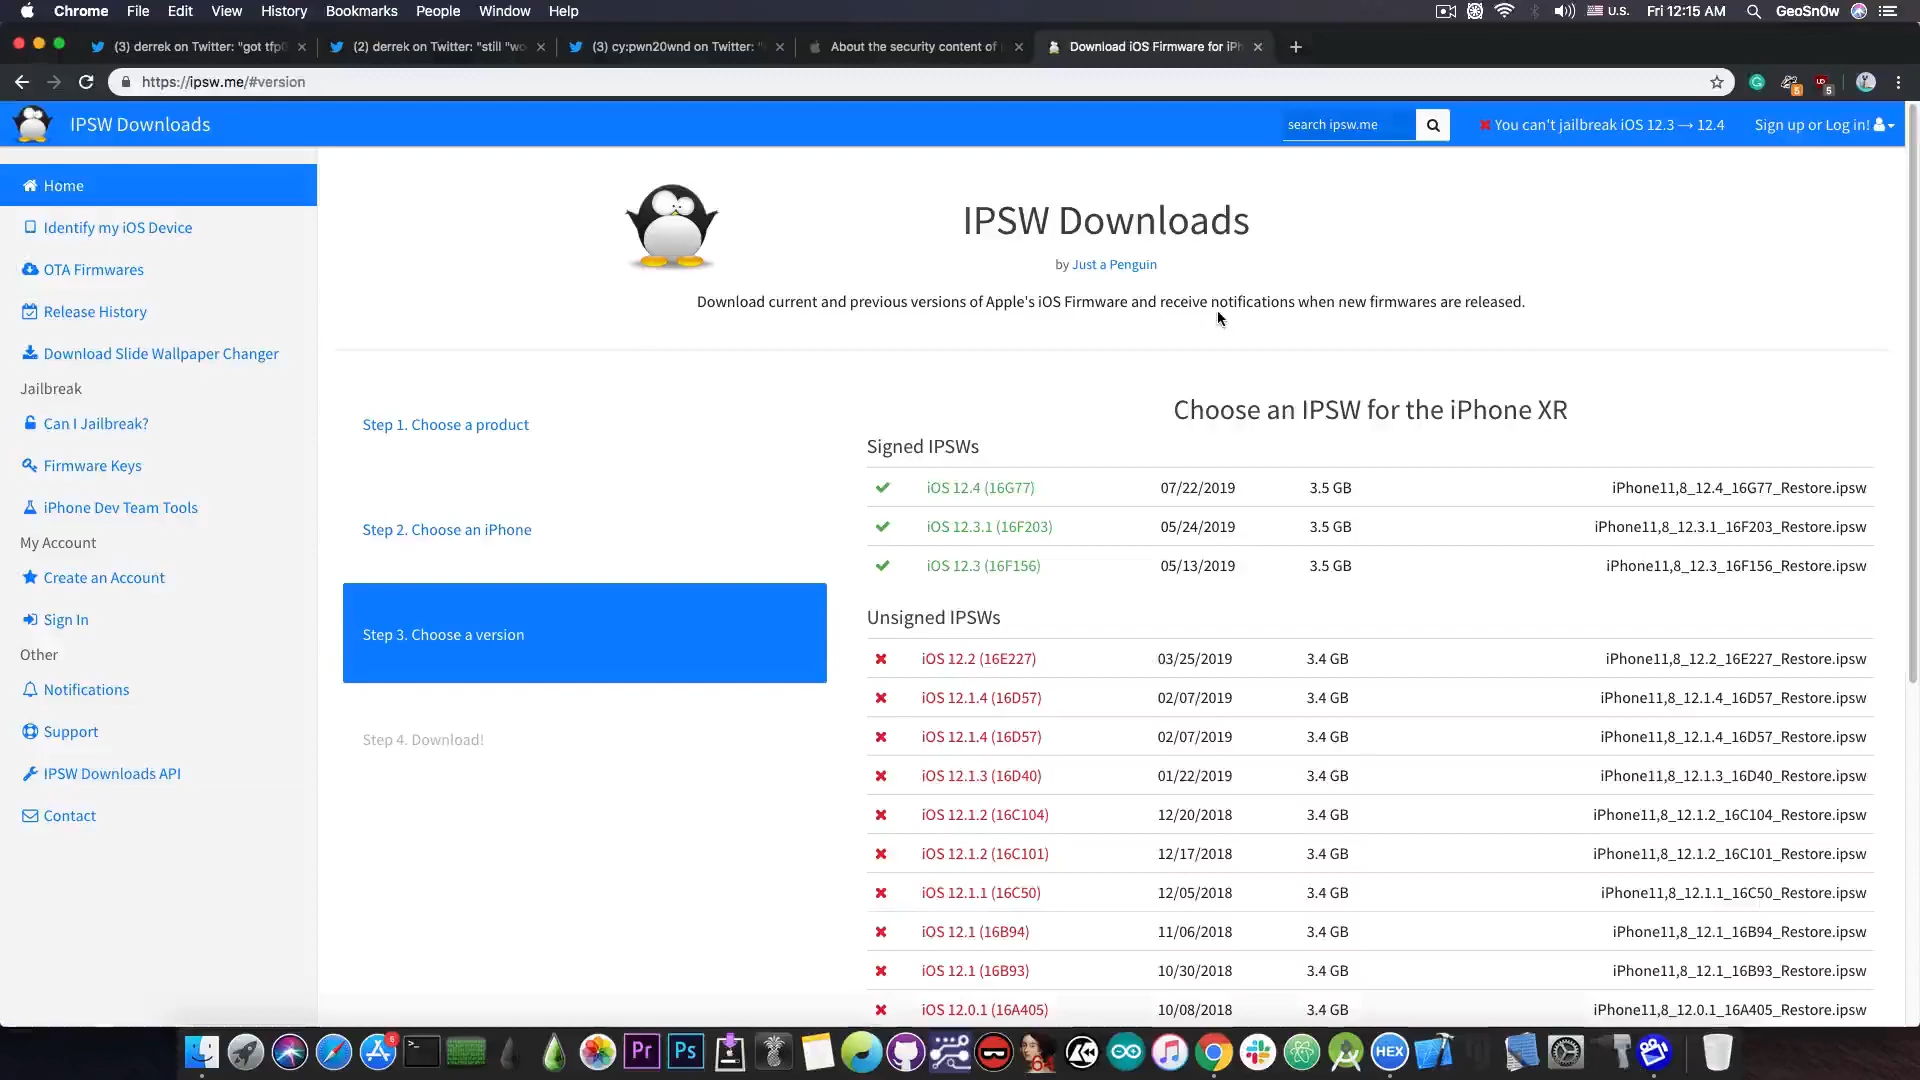 Chrome File Edit View History Bookmarks People Window Help U.S. Fri 12:15 AM GeoSn0w
(3) derrek on Twitter: "got tfp0 (2) derrek on Twitter: "still "wo (3) cy:pwn20wnd on Twitter: " About the security content of Download iOS Firmware for iPh
https://ipsw.me/#version
IPSW Downloads search ipsw.me You can't jailbreak iOS 12.3 → 12.4 Sign up or Log in!
Home
Identify my iOS Device
OTA Firmwares
Release History
Download Slide Wallpaper Changer
Jailbreak
Can I Jailbreak?
Firmware Keys
iPhone Dev Team Tools
My Account
Create an Account
Sign In
Other
Notifications
Support
IPSW Downloads API
Contact
IPSW Downloads
by Just a Penguin
Download current and previous versions of Apple's iOS Firmware and receive notifications when new firmwares are released.
Step 1. Choose a product
Step 2. Choose an iPhone
Step 3. Choose a version
Step 4. Download!
Choose an IPSW for the iPhone XR
Signed IPSWs
iOS 12.4 (16G77) 07/22/2019 3.5 GB iPhone11,8_12.4_16G77_Restore.ipsw
iOS 12.3.1 (16F203) 05/24/2019 3.5 GB iPhone11,8_12.3.1_16F203_Restore.ipsw
iOS 12.3 (16F156) 05/13/2019 3.5 GB iPhone11,8_12.3_16F156_Restore.ipsw
Unsigned IPSWs
iOS 12.2 (16E227) 03/25/2019 3.4 GB iPhone11,8_12.2_16E227_Restore.ipsw
iOS 12.1.4 (16D57) 02/07/2019 3.4 GB iPhone11,8_12.1.4_16D57_Restore.ipsw
iOS 12.1.4 (16D57) 02/07/2019 3.4 GB iPhone11,8_12.1.4_16D57_Restore.ipsw
iOS 12.1.3 (16D40) 01/22/2019 3.4 GB iPhone11,8_12.1.3_16D40_Restore.ipsw
iOS 12.1.2 (16C104) 12/20/2018 3.4 GB iPhone11,8_12.1.2_16C104_Restore.ipsw
iOS 12.1.2 (16C101) 12/17/2018 3.4 GB iPhone11,8_12.1.2_16C101_Restore.ipsw
iOS 12.1.1 (16C50) 12/05/2018 3.4 GB iPhone11,8_12.1.1_16C50_Restore.ipsw
iOS 12.1 (16B94) 11/06/2018 3.4 GB iPhone11,8_12.1_16B94_Restore.ipsw
iOS 12.1 (16B93) 10/30/2018 3.4 GB iPhone11,8_12.1_16B93_Restore.ipsw
iOS 12.0.1 (16A405) 10/08/2018 3.4 GB iPhone11,8_12.0.1_16A405_Restore.ipsw
Pr Ps HEX